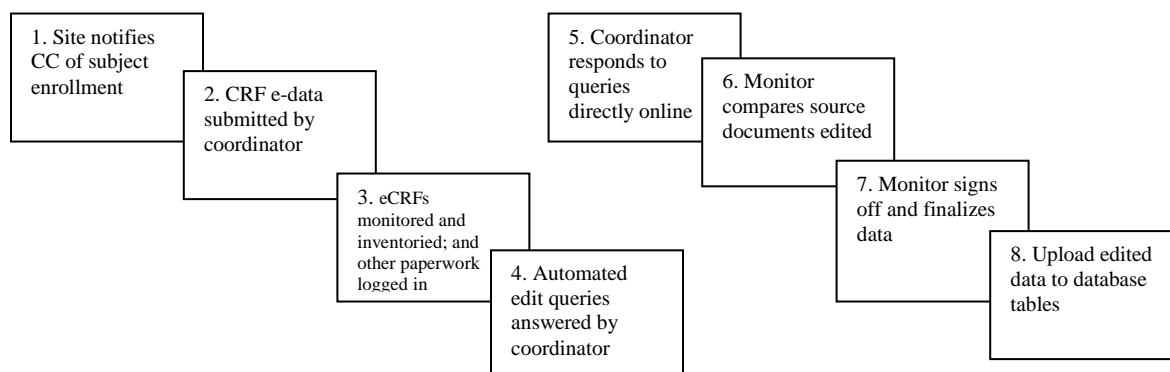 1. Site notifies
CC of subject
enrollment
2. CRF e-data
submitted by
coordinator
3. eCRFs
monitored and
inventoried; and
other paperwork
logged in
4. Automated
edit queries
answered by
coordinator
5. Coordinator
responds to
queries
directly online
6. Monitor
compares source
documents edited
7. Monitor signs
off and finalizes
data
8. Upload edited
data to database
tables